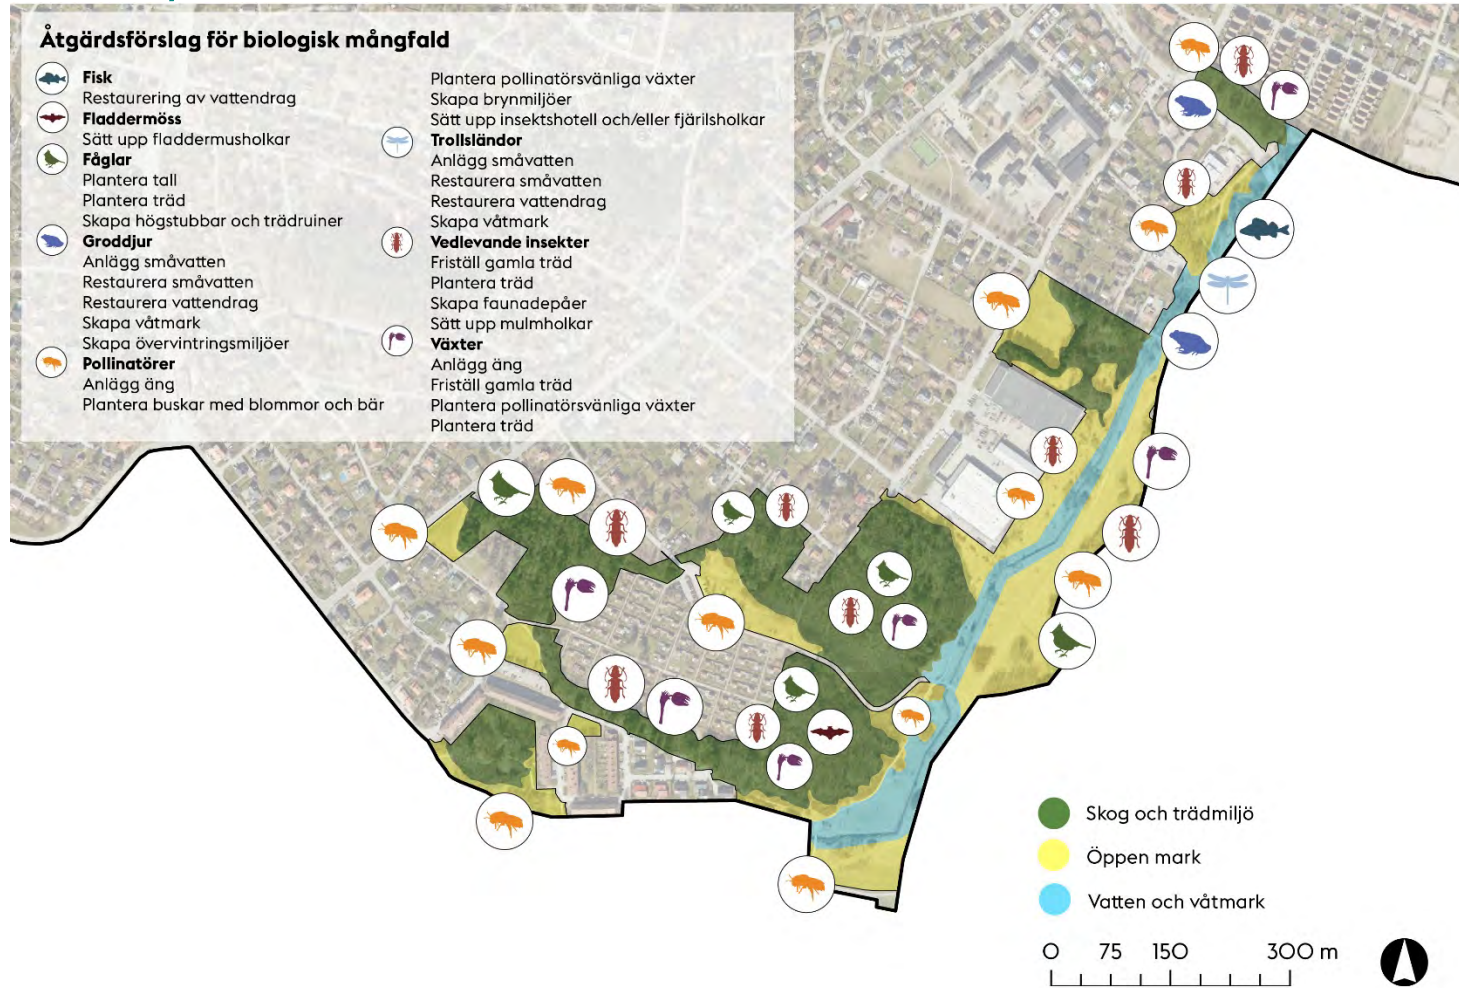 Åtgärdsförslag för biologisk mångfald
Fisk
Restaurering av vattendrag
Fladdermöss
Sätt upp fladdermusholkar
Fåglar
Plantera tall
Plantera träd
Skapa högstubbar och trädruiner
Groddjur
Anlägg småvatten
Restaurera småvatten
Restaurera vattendrag
Skapa våtmark
Skapa övervintringsmiljöer
Pollinatörer
Anlägg äng
Plantera buskar med blommor och bär
Plantera pollinatörsvänliga växter
Skapa brynmiljöer
Sätt upp insektshotell och/eller fjärilsholkar
Trollsländor
Anlägg småvatten
Restaurera småvatten
Restaurera vattendrag
Skapa våtmark
Vedlevande insekter
Friställ gamla träd
Plantera träd
Skapa faunadepåer
Sätt upp mulmholkar
Växter
Anlägg äng
Friställ gamla träd
Plantera pollinatörsvänliga växter
Plantera träd
Skog och trädmiljö
Öppen mark
Vatten och våtmark
0 75 150 300 m